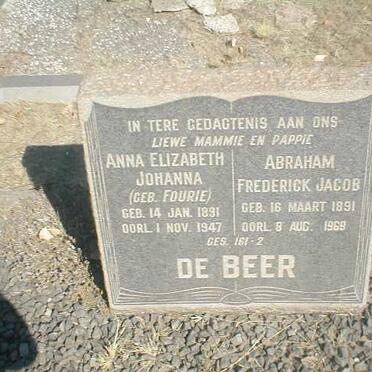 IN TERE GEDAGTENIS AAN ONS
LIEWE MAMMIE EN PAPPIE
ANNA ELIZABETH
JOHANNA
(GEB. FOURIE)
GEB. 14 JAN. 1891
OORL. 1 NOV. 1947
ABRAHAM
FREDERICK JACOB
GEB. 16 MAART 1891
OORL. 8 AUG. 1969
GES. 161-2
DE BEER